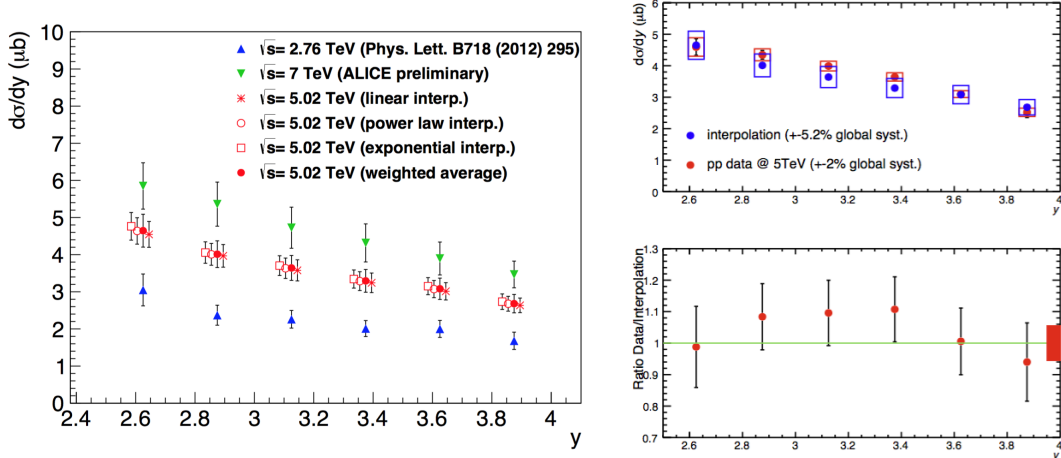 dσ/dy (μb)
10
9
8
7
6
5
4
3
2
1
0
√s= 2.76 TeV (Phys. Lett. B718 (2012) 295)
√s= 7 TeV (ALICE preliminary)
√s= 5.02 TeV (linear interp.)
√s= 5.02 TeV (power law interp.)
√s= 5.02 TeV (exponential interp.)
√s= 5.02 TeV (weighted average)
2.4 2.6 2.8 3 3.2 3.4 3.6 3.8 4
y
dσ/dy (μb)
6
5
4
3
2
1
0
interpolation (+-5.2% global syst.)
pp data @ 5TeV (+-2% global syst.)
2.6 2.8 3 3.2 3.4 3.6 3.8 4
y
Ratio Data/Interpolation
1.3
1.2
1.1
1
0.9
0.8
0.7
2.6 2.8 3 3.2 3.4 3.6 3.8 4
y